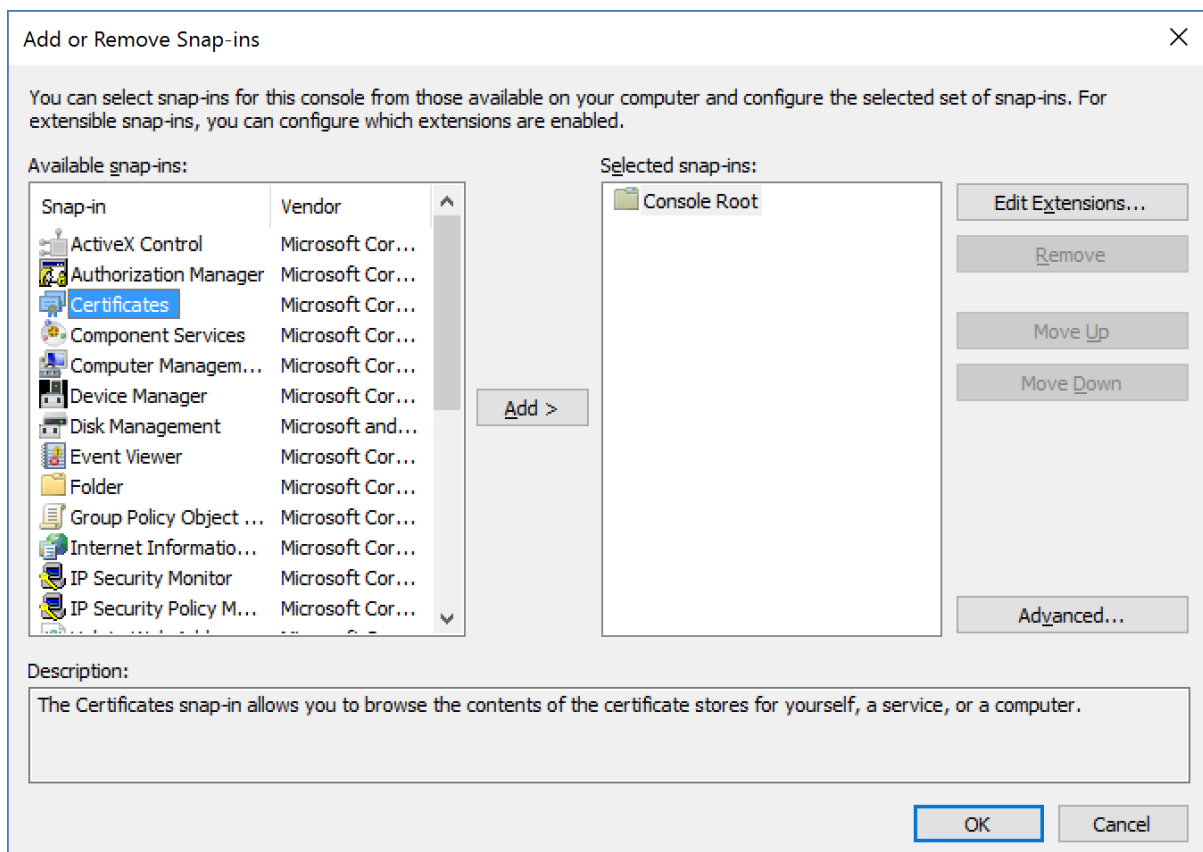 Add or Remove Snap-ins
You can select snap-ins for this console from those available on your computer and configure the selected set of snap-ins. For
extensible snap-ins, you can configure which extensions are enabled.
Available snap-ins:
Snap-in Vendor
ActiveX Control Microsoft Cor...
Authorization Manager Microsoft Cor...
Certificates Microsoft Cor...
Component Services Microsoft Cor...
Computer Managem... Microsoft Cor...
Device Manager Microsoft Cor...
Disk Management Microsoft and...
Event Viewer Microsoft Cor...
Folder Microsoft Cor...
Group Policy Object ... Microsoft Cor...
Internet Informatio... Microsoft Cor...
IP Security Monitor Microsoft Cor...
IP Security Policy M... Microsoft Cor...
Add >
Selected snap-ins:
Console Root
Edit Extensions...
Remove
Move Up
Move Down
Advanced...
Description:
The Certificates snap-in allows you to browse the contents of the certificate stores for yourself, a service, or a computer.
OK Cancel